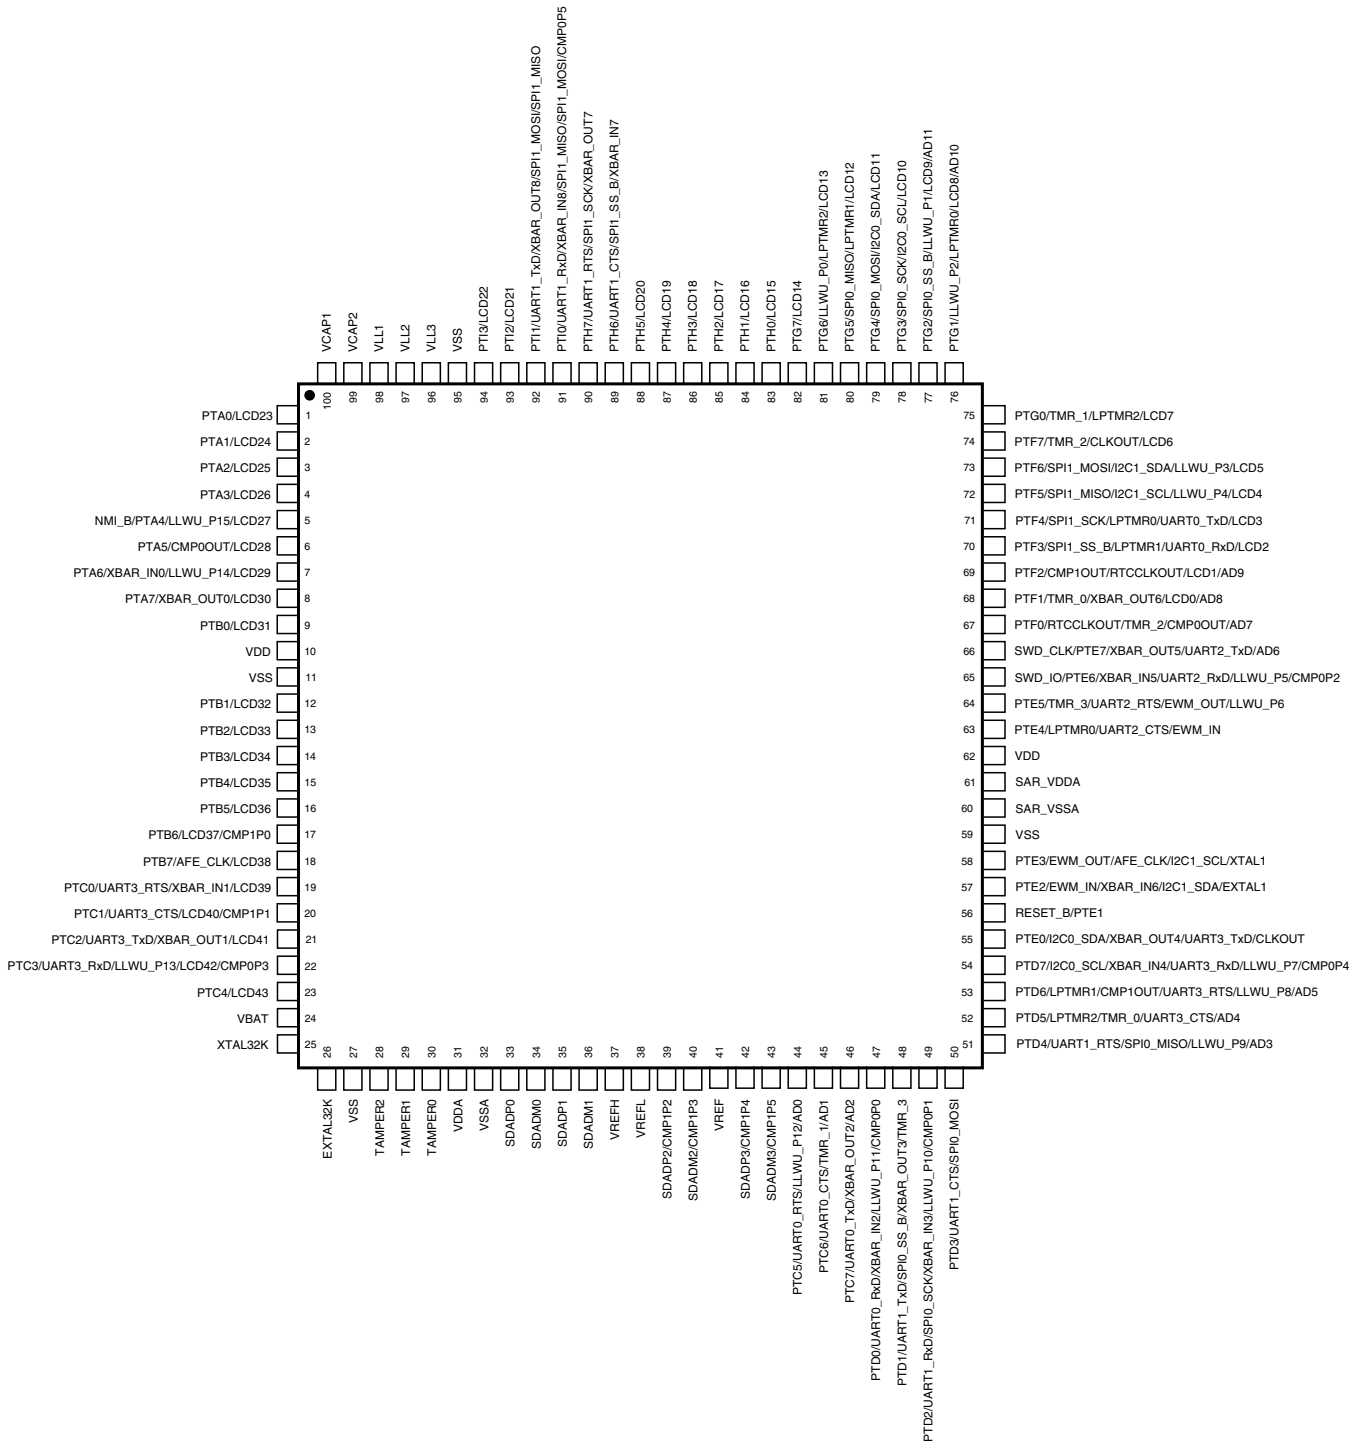 VCAP1
VCAP2
VLL1
VLL2
VLL3
VSS
PTI3/LCD22
PTI2/LCD21
PTI1/UART1_TxD/XBAR_OUT8/SPI1_MOSI/SPI1_MISO
PTI0/UART1_RxD/XBAR_IN8/SPI1_MISO/SPI1_MOSI/CMP0P5
PTH7/UART1_RTS/SPI1_SCK/XBAR_OUT7
PTH6/UART1_CTS/SPI1_SS_B/XBAR_IN7
PTH5/LCD20
PTH4/LCD19
PTH3/LCD18
PTH2/LCD17
PTH1/LCD16
PTH0/LCD15
PTG7/LCD14
PTG6/LLWU_P0/LPTMR2/LCD13
PTG5/SPI0_MISO/LPTMR1/LCD12
PTG4/SPI0_MOSI/I2C0_SDA/LCD11
PTG3/SPI0_SCK/I2C0_SCL/LCD10
PTG2/SPI0_SS_B/LLWU_P1/LCD9/AD11
PTG1/LLWU_P2/LPTMR0/LCD8/AD10
100
99
98
97
96
95
94
93
92
91
90
89
88
87
86
85
84
83
82
81
80
79
78
77
76
PTA0/LCD23 1 75 PTG0/TMR_1/LPTMR2/LCD7
PTA1/LCD24 2 74 PTF7/TMR_2/CLKOUT/LCD6
PTA2/LCD25 3 73 PTF6/SPI1_MOSI/I2C1_SDA/LLWU_P3/LCD5
PTA3/LCD26 4 72 PTF5/SPI1_MISO/I2C1_SCL/LLWU_P4/LCD4
NMI_B/PTA4/LLWU_P15/LCD27 5 71 PTF4/SPI1_SCK/LPTMR0/UART0_TxD/LCD3
PTA5/CMP0OUT/LCD28 6 70 PTF3/SPI1_SS_B/LPTMR1/UART0_RxD/LCD2
PTA6/XBAR_IN0/LLWU_P14/LCD29 7 69 PTF2/CMP1OUT/RTCCLKOUT/LCD1/AD9
PTA7/XBAR_OUT0/LCD30 8 68 PTF1/TMR_0/XBAR_OUT6/LCD0/AD8
PTB0/LCD31 9 67 PTF0/RTCCLKOUT/TMR_2/CMP0OUT/AD7
VDD 10 66 SWD_CLK/PTE7/XBAR_OUT5/UART2_TxD/AD6
VSS 11 65 SWD_IO/PTE6/XBAR_IN5/UART2_RxD/LLWU_P5/CMP0P2
PTB1/LCD32 12 64 PTE5/TMR_3/UART2_RTS/EWM_OUT/LLWU_P6
PTB2/LCD33 13 63 PTE4/LPTMR0/UART2_CTS/EWM_IN
PTB3/LCD34 14 62 VDD
PTB4/LCD35 15 61 SAR_VDDA
PTB5/LCD36 16 60 SAR_VSSA
PTB6/LCD37/CMP1P0 17 59 VSS
PTB7/AFE_CLK/LCD38 18 58 PTE3/EWM_OUT/AFE_CLK/I2C1_SCL/XTAL1
PTC0/UART3_RTS/XBAR_IN1/LCD39 19 57 PTE2/EWM_IN/XBAR_IN6/I2C1_SDA/EXTAL1
PTC1/UART3_CTS/LCD40/CMP1P1 20 56 RESET_B/PTE1
PTC2/UART3_TxD/XBAR_OUT1/LCD41 21 55 PTE0/I2C0_SDA/XBAR_OUT4/UART3_TxD/CLKOUT
PTC3/UART3_RxD/LLWU_P13/LCD42/CMP0P3 22 54 PTD7/I2C0_SCL/XBAR_IN4/UART3_RxD/LLWU_P7/CMP0P4
PTC4/LCD43 23 53 PTD6/LPTMR1/CMP1OUT/UART3_RTS/LLWU_P8/AD5
VBAT 24 52 PTD5/LPTMR2/TMR_0/UART3_CTS/AD4
XTAL32K 25 51 PTD4/UART1_RTS/SPI0_MISO/LLWU_P9/AD3
26
27
28
29
30
31
32
33
34
35
36
37
38
39
40
41
42
43
44
45
46
47
48
49
50
EXTAL32K
VSS
TAMPER2
TAMPER1
TAMPER0
VDDA
VSSA
SDADP0
SDADM0
SDADP1
SDADM1
VREFH
VREFL
SDADP2/CMP1P2
SDADM2/CMP1P3
VREF
SDADP3/CMP1P4
SDADM3/CMP1P5
PTC5/UART0_RTS/LLWU_P12/AD0
PTC6/UART0_CTS/TMR_1/AD1
PTC7/UART0_TxD/XBAR_OUT2/AD2
PTD0/UART0_RxD/XBAR_IN2/LLWU_P11/CMP0P0
PTD1/UART1_TxD/SPI0_SS_B/XBAR_OUT3/TMR_3
PTD2/UART1_RxD/SPI0_SCK/XBAR_IN3/LLWU_P10/CMP0P1
PTD3/UART1_CTS/SPI0_MOSI